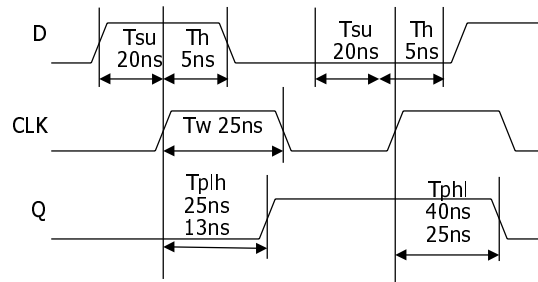 D
Tsu
20ns
Th
5ns
Tsu
20ns
Th
5ns
CLK
Tw 25ns
Q
Tplh
25ns
13ns
Tphl
40ns
25ns